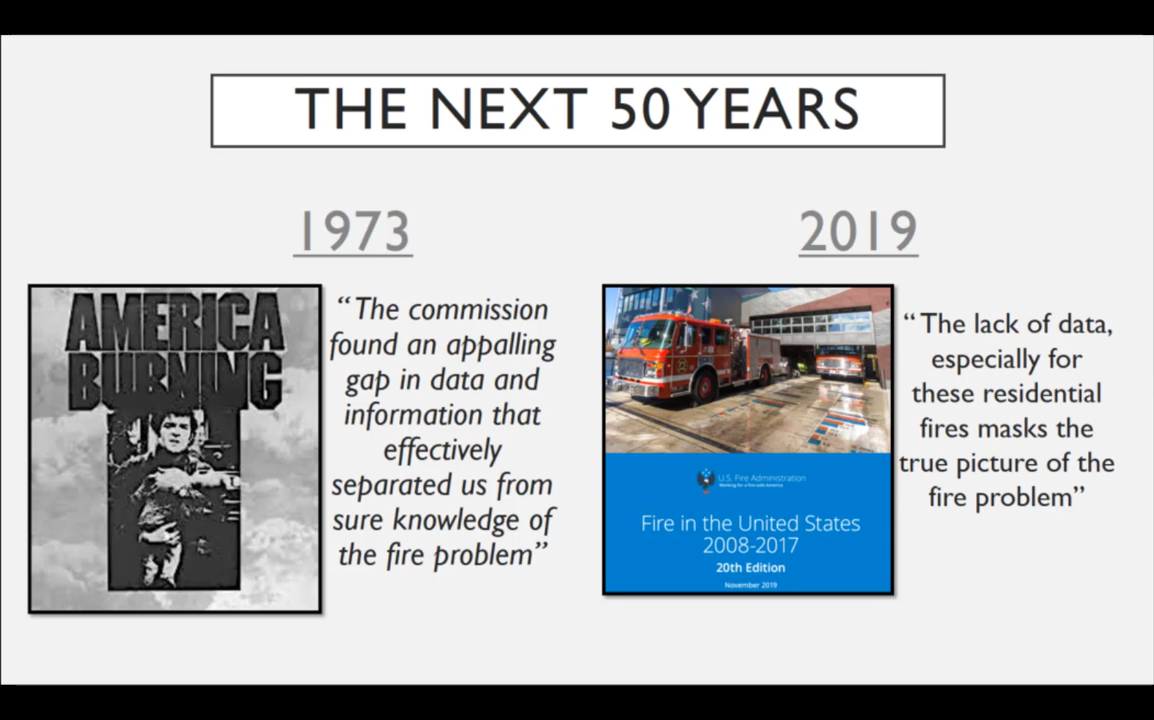 THE NEXT 50 YEARS
1973
AMERICA
BURNING
“The commission
found an appalling
gap in data and
information that
effectively
separated us from
sure knowledge of
the fire problem”
2019
U.S. Fire Administration
Working for a fire-safe America
Fire in the United States
2008-2017
20th Edition
November 2019
“The lack of data,
especially for
these residential
fires masks the
true picture of the
fire problem”